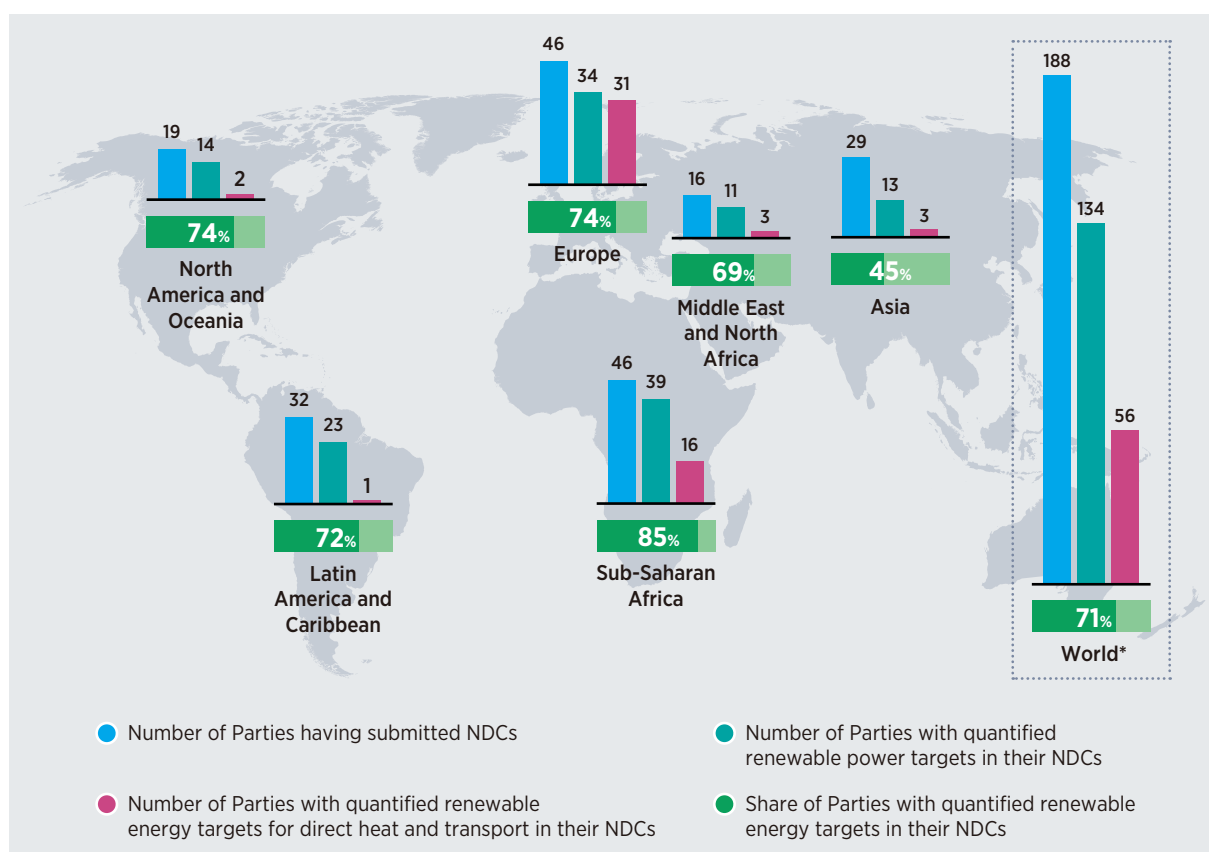 19
14
2
74%
North
America and
Oceania
46
34
31
74%
Europe
16
11
3
69%
Middle East
and North
Africa
29
13
3
45%
Asia
188
134
56
71%
World*
32
23
1
72%
Latin
America and
Caribbean
46
39
16
85%
Sub-Saharan
Africa
Number of Parties having submitted NDCs
Number of Parties with quantified
renewable power targets in their NDCs
Number of Parties with quantified renewable
energy targets for direct heat and transport in their NDCs
Share of Parties with quantified renewable
energy targets in their NDCs